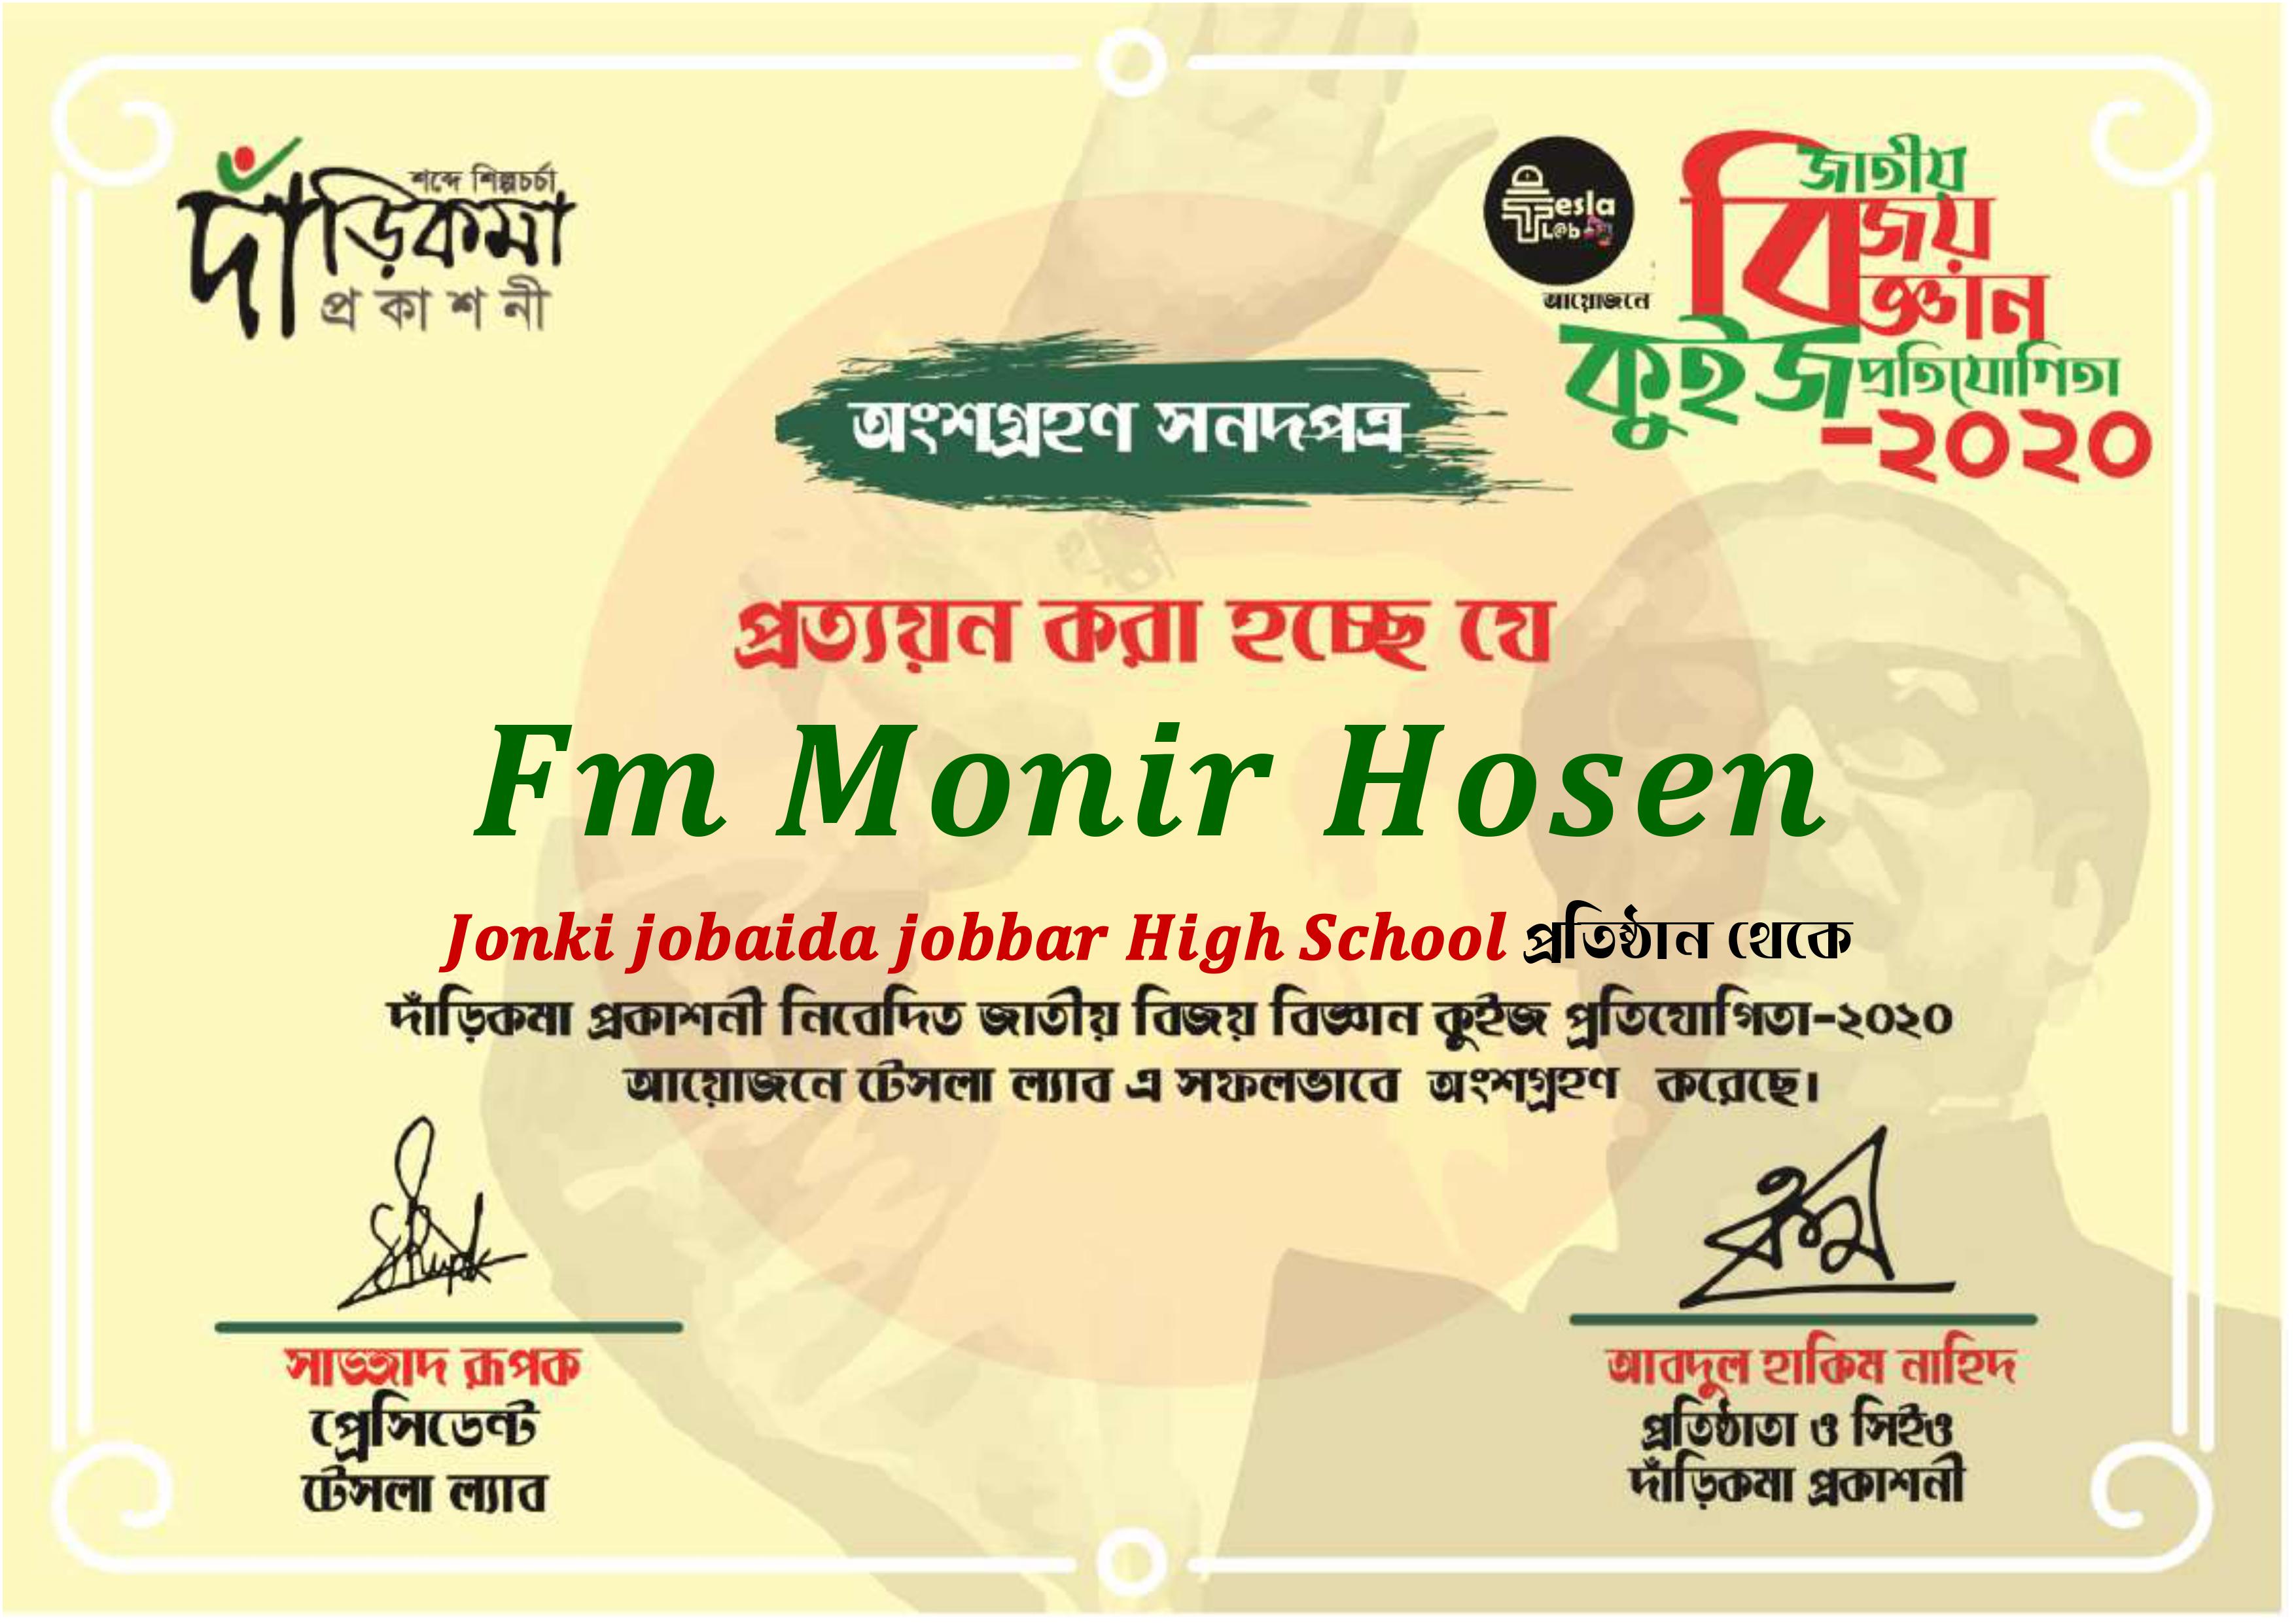 শব্দে শিল্পচর্চা
দাঁড়িকমা
প্রকাশনী
Tesla
L@b
আয়োজনে
জাতীয়
বিজয়
বিজ্ঞান
কুইজ প্রতিযোগিতা
-২০২০
অংশগ্রহণ সনদপত্র
প্রত্যয়ন করা হচ্ছে যে
Fm Monir Hosen
Jonki jobaida jobbar High School প্রতিষ্ঠান থেকে
দাঁড়িকমা প্রকাশনী নিবেদিত জাতীয় বিজয় বিজ্ঞান কুইজ প্রতিযোগিতা-২০২০
আয়োজনে টেসলা ল্যাব এ সফলভাবে অংশগ্রহণ করেছে।
সাজ্জাদ রূপক
প্রেসিডেন্ট
টেসলা ল্যাব
আবদুল হাকিম নাহিদ
প্রতিষ্ঠাতা ও সিইও
দাঁড়িকমা প্রকাশনী